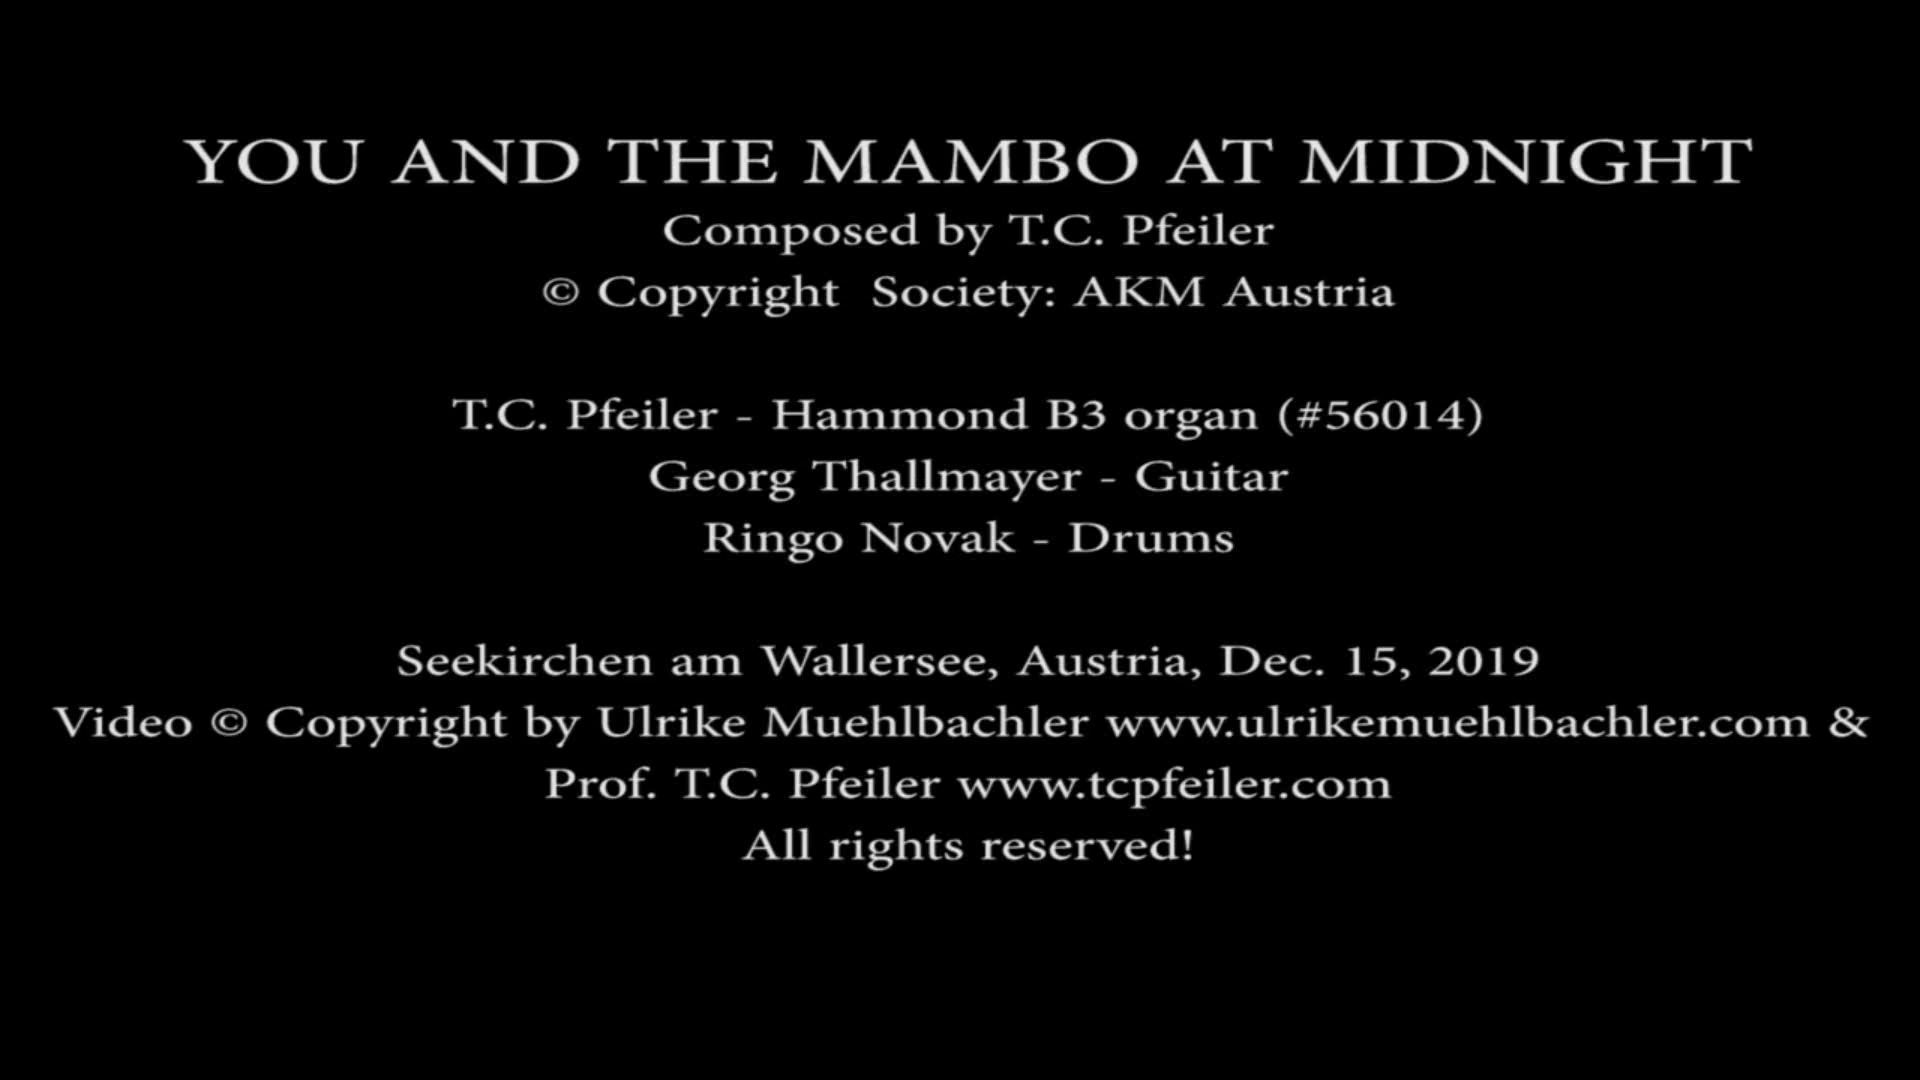 YOU AND THE MAMBO AT MIDNIGHT
Composed by T.C. Pfeiler
© Copyright  Society: AKM Austria
T.C. Pfeiler - Hammond B3 organ (#56014)
Georg Thallmayer - Guitar
Ringo Novak - Drums
Seekirchen am Wallersee, Austria, Dec. 15, 2019
Video © Copyright by Ulrike Muehlbachler www.ulrikemuehlbachler.com &
Prof. T.C. Pfeiler www.tcpfeiler.com
All rights reserved!